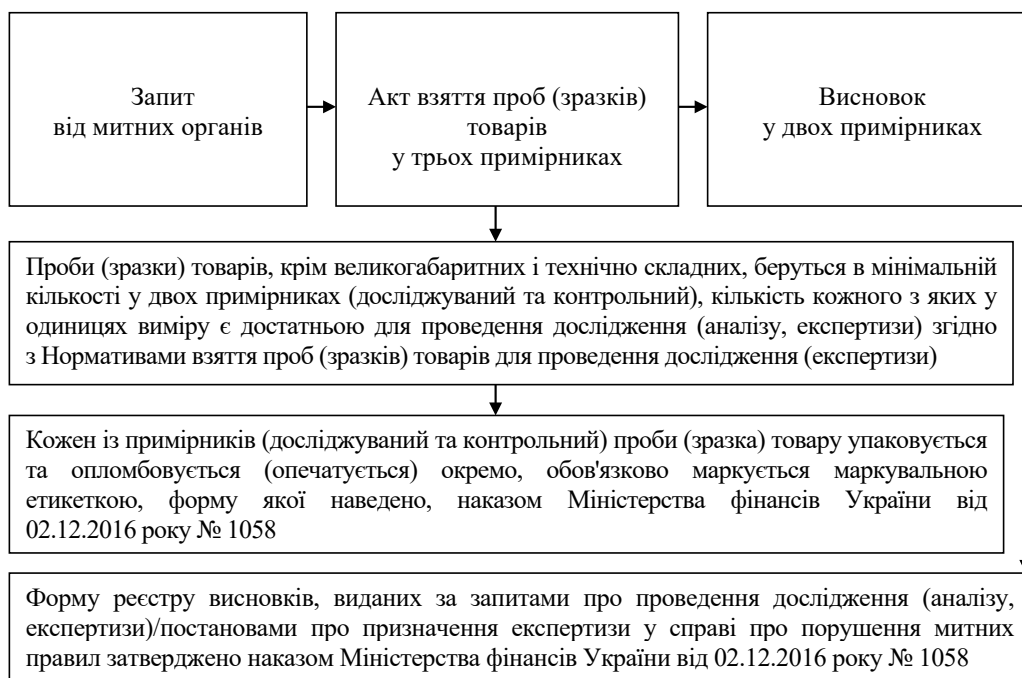 Запит
від митних органів
Акт взяття проб (зразків)
товарів
у трьох примірниках
Висновок
у двох примірниках
Проби (зразки) товарів, крім великогабаритних і технічно складних, беруться в мінімальній
кількості у двох примірниках (досліджуваний та контрольний), кількість кожного з яких у
одиницях виміру є достатньою для проведення дослідження (аналізу, експертизи) згідно
з Нормативами взяття проб (зразків) товарів для проведення дослідження (експертизи)
Кожен із примірників (досліджуваний та контрольний) проби (зразка) товару упаковується
та опломбовується (опечатується) окремо, обов'язково маркується маркувальною
етикеткою, форму якої наведено, наказом Міністерства фінансів України від
02.12.2016 року № 1058
Форму реєстру висновків, виданих за запитами про проведення дослідження (аналізу,
експертизи)/постановами про призначення експертизи у справі про порушення митних
правил затверджено наказом Міністерства фінансів України від 02.12.2016 року № 1058